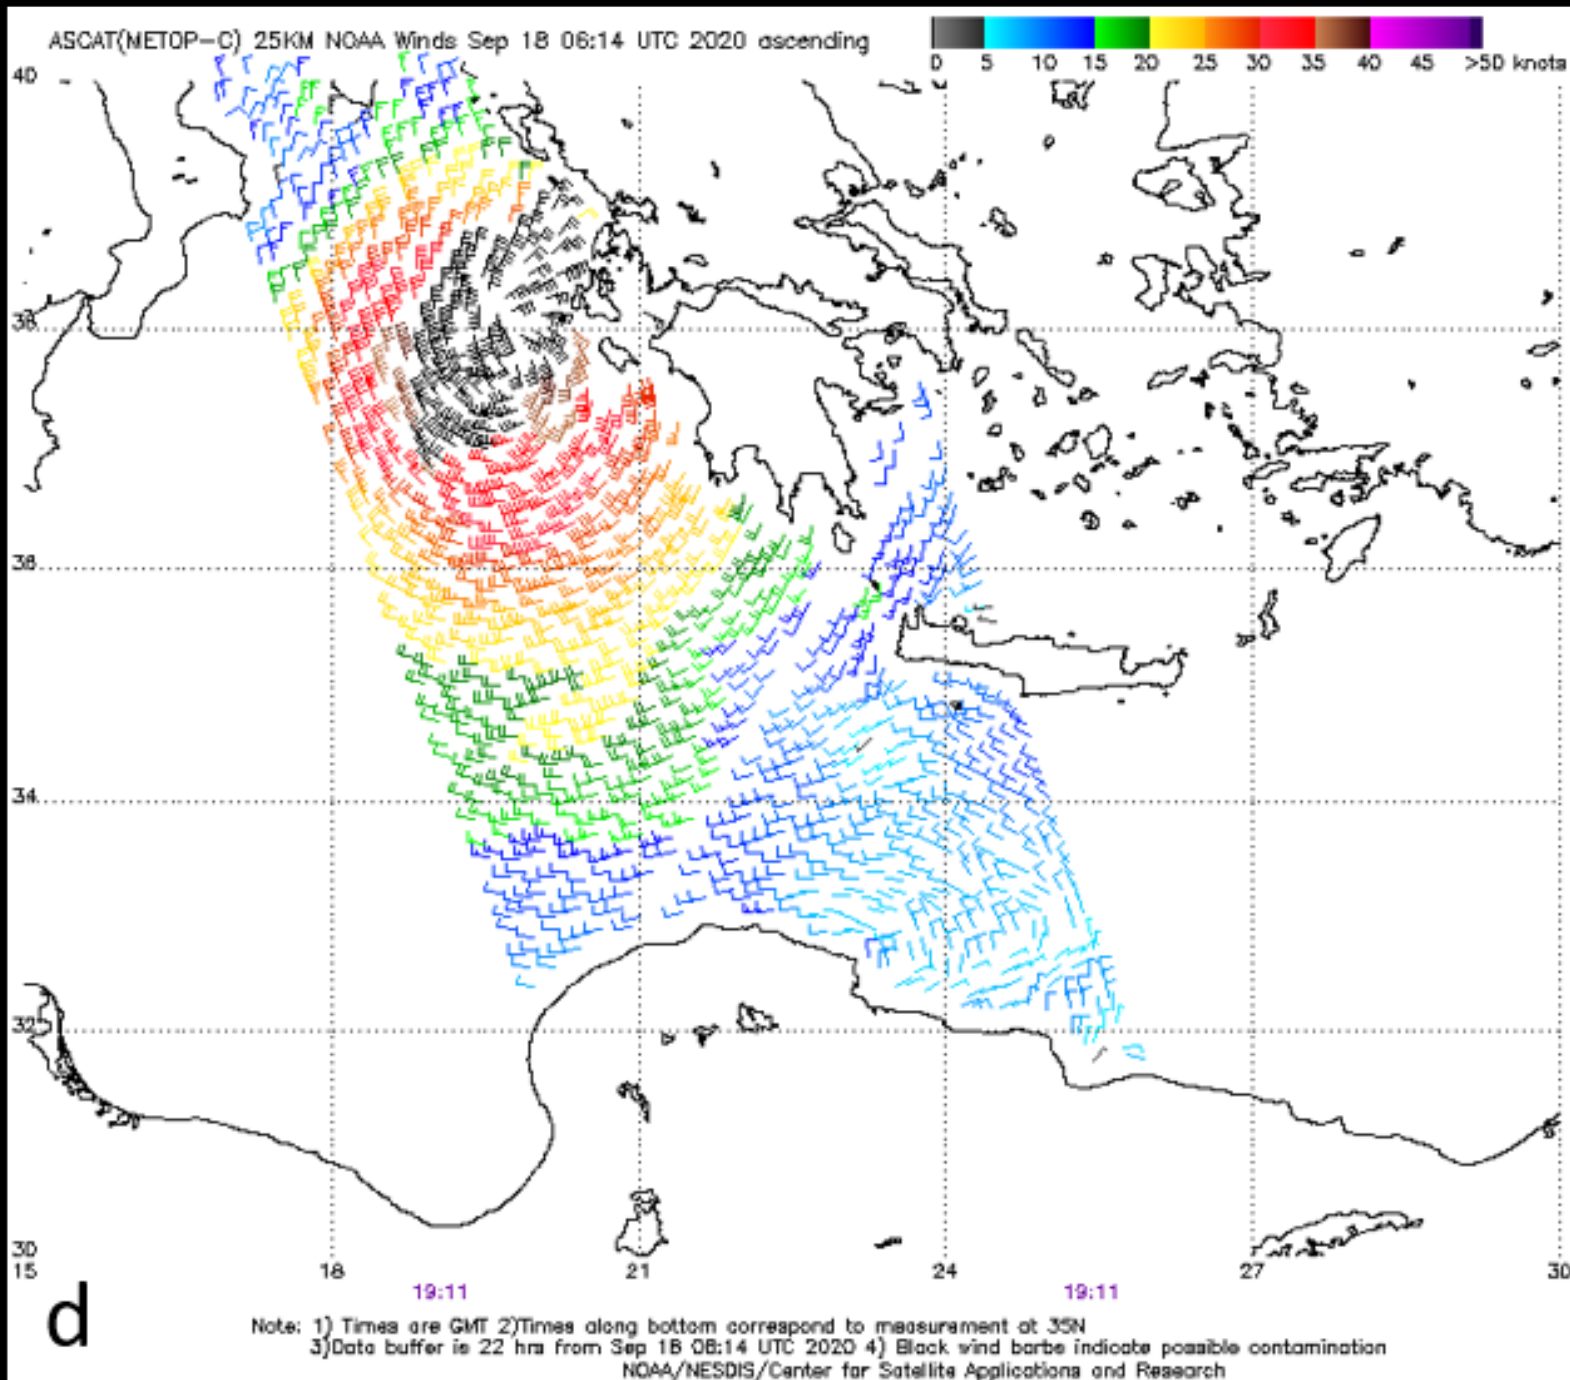 ASCAT(METOP-C) 25KM NOAA Winds Sep 18 06:14 UTC 2020 ascending
0 5 10 15 20 25 30 35 40 45 >50 knots
40
38
36
34
32
30
15 18 21 24 27 30
19:11 19:11
d
Note: 1) Times are GMT 2)Times along bottom correspond to measurement at 35N
3)Data buffer is 22 hrs from Sep 18 06:14 UTC 2020 4) Black wind barbs indicate possible contamination
NOAA/NESDIS/Center for Satellite Applications and Research